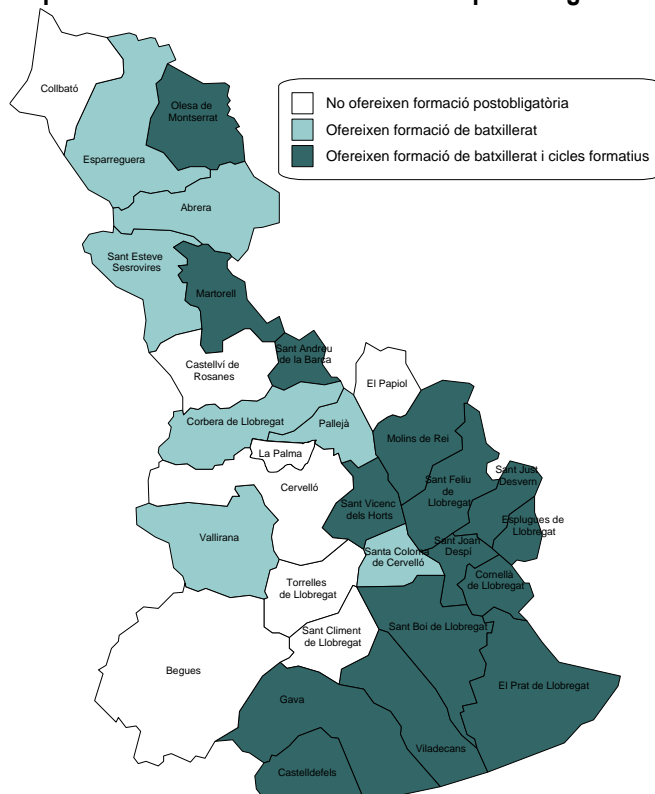 No ofereixen formació postobligatòria
Ofereixen formació de batxillerat
Ofereixen formació de batxillerat i cicles formatius
Collbató
Olesa de
Montserrat
Esparreguera
Abrera
Sant Esteve
Sesrovires
Martorell
Sant Andreu
de la Barca
Castellví de
Rosanes
El Papiol
Corbera de Llobregat
Pallejà
Molins de Rei
La Palma
Cervelló
Sant Vicenc
dels Horts
Sant Feliu
de
Llobregat
Sant Just
Desvern
Esplugues de
Llobregat
Vallirana
Santa Coloma
de Cervelló
Sant Joan
Despí
Cornellà
de Llobregat
Torrelles
de Llobregat
Sant Climent
de Llobregat
Sant Boi de Llobregat
Begues
El Prat de Llobregat
Gava
Viladecans
Castelldefels